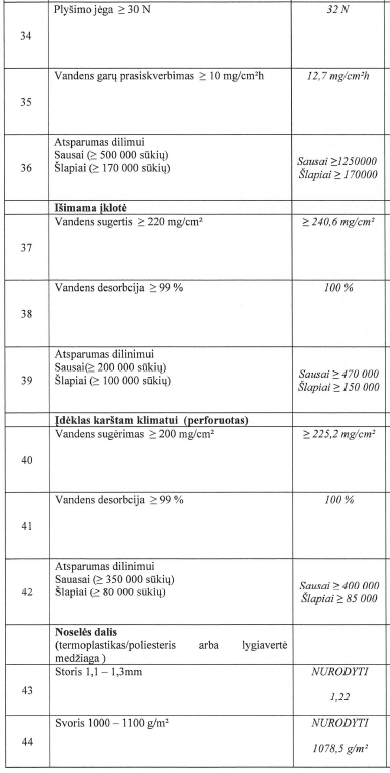 34
Plyšimo jėga ≥ 30 N
32 N
35
Vandens garų prasiskverbimas ≥ 10 mg/cm²h
12,7 mg/cm²h
36
Atsparumas dilimui
Sausai (≥ 500 000 sūkių)
Šlapiai (≥ 170 000 sūkių)
Sausai ≥1250000
Šlapiai ≥ 170000
Išimama įklotė
37
Vandens sugertis ≥ 220 mg/cm²
≥ 240,6 mg/cm²
38
Vandens desorbcija ≥ 99 %
100 %
39
Atsparumas dilinimui
Sausai(≥ 200 000 sūkių)
Šlapiai (≥ 100 000 sūkių)
Sausai ≥ 470 000
Šlapiai ≥ 150 000
Įdėklas karštam klimatui (perforuotas)
40
Vandens sugėrimas ≥ 200 mg/cm²
≥ 225,2 mg/cm²
41
Vandens desorbcija ≥ 99 %
100 %
42
Atsparumas dilinimui
Sauasai (≥ 350 000 sūkių)
Šlapiai (≥ 80 000 sūkių)
Sausai ≥ 400 000
Šlapiai ≥ 85 000
Noselės dalis
(termoplastikas/poliesteris arba lygiavertė
medžiaga )
43
Storis 1,1 – 1,3mm
NURODYTI
1,22
44
Svoris 1000 – 1100 g/m²
NURODYTI
1078,5 g/m²